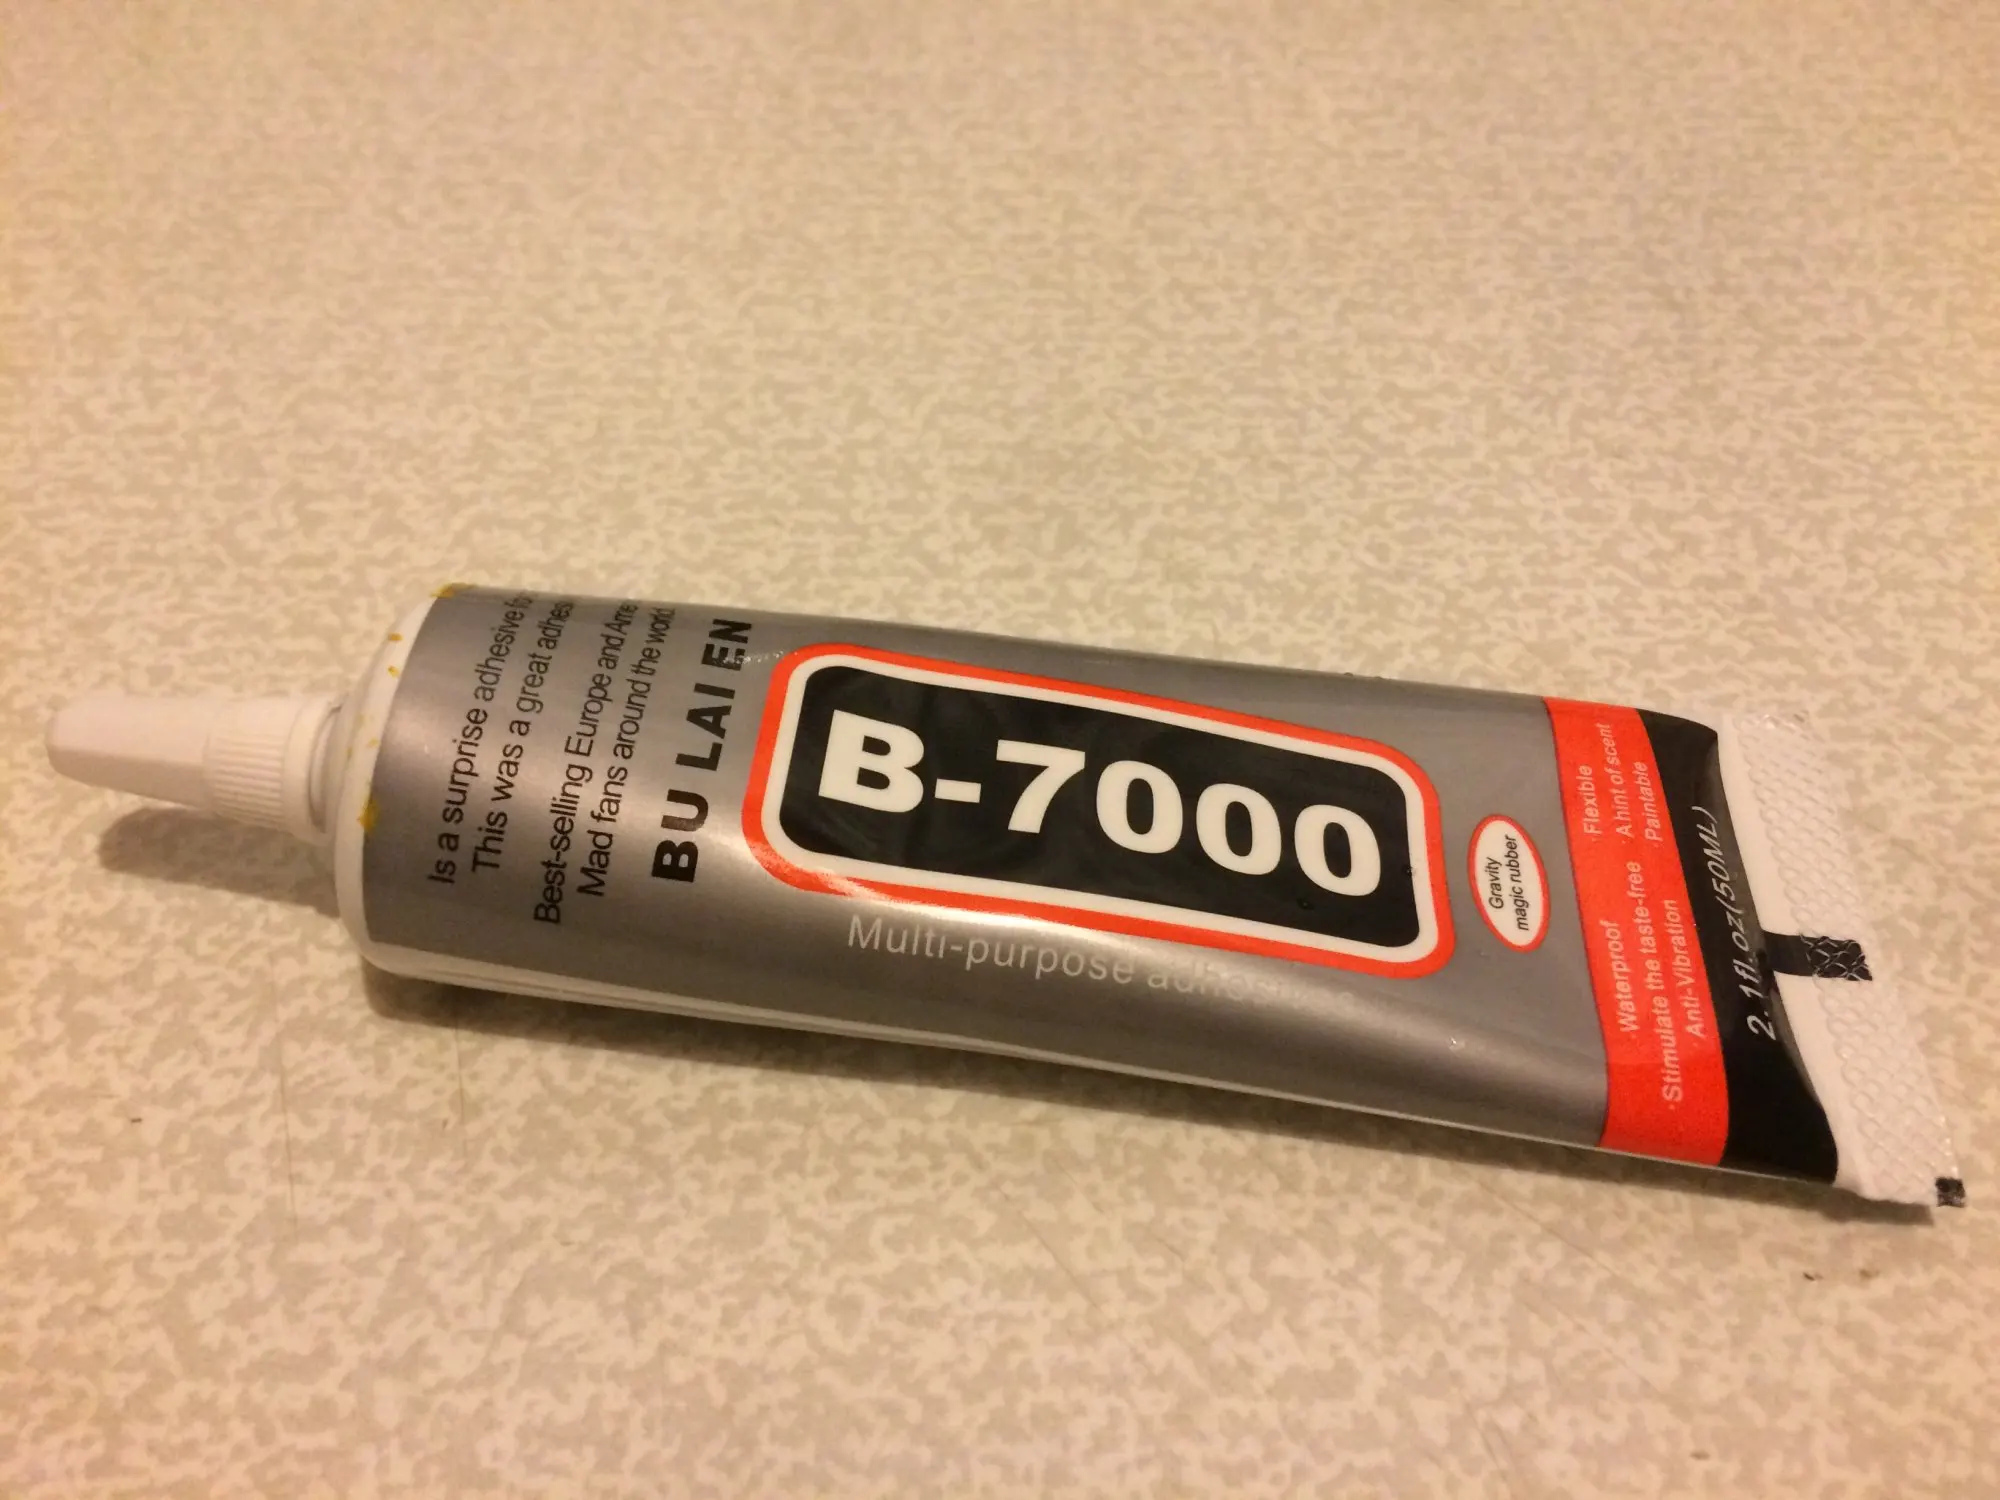 Is a surprise adhesive
This was a great
Best-selling Europe and
Mad fans around the world.
BU LAI EN
B-7000
Multi-purpose adhesives
Gravity
magic rubber
·Waterproof
·Flexible
·Stimulate the taste-free
·A hint of scent
Anti-Vibration
·Paintable
2.1fl.oz(50ML)